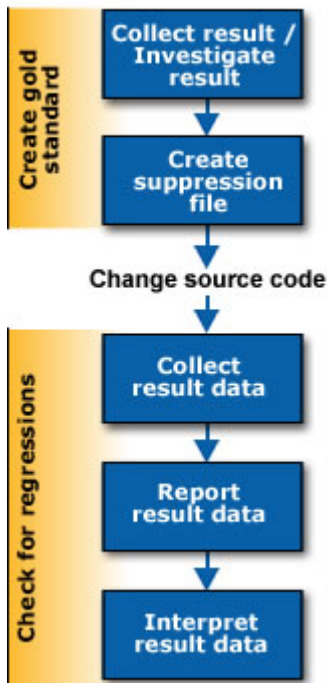 Create gold
standard
Collect result /
Investigate
result
Create
suppression
file
Change source code
Check for regressions
Collect
result data
Report
result data
Interpret
result data